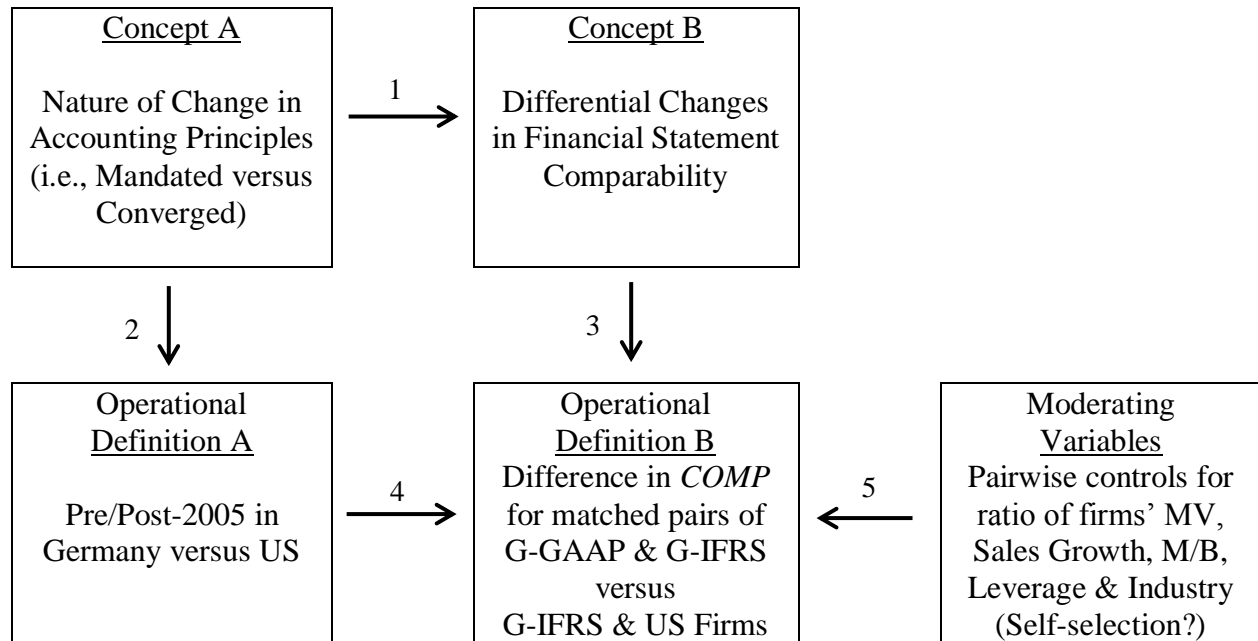 Concept A
Nature of Change in
Accounting Principles
(i.e., Mandated versus
Converged)
1
Concept B
Differential Changes
in Financial Statement
Comparability
2
3
Operational
Definition A
Pre/Post-2005 in
Germany versus US
4
Operational
Definition B
Difference in COMP
for matched pairs of
G-GAAP & G-IFRS
versus
G-IFRS & US Firms
5
Moderating
Variables
Pairwise controls for
ratio of firms’ MV,
Sales Growth, M/B,
Leverage & Industry
(Self-selection?)